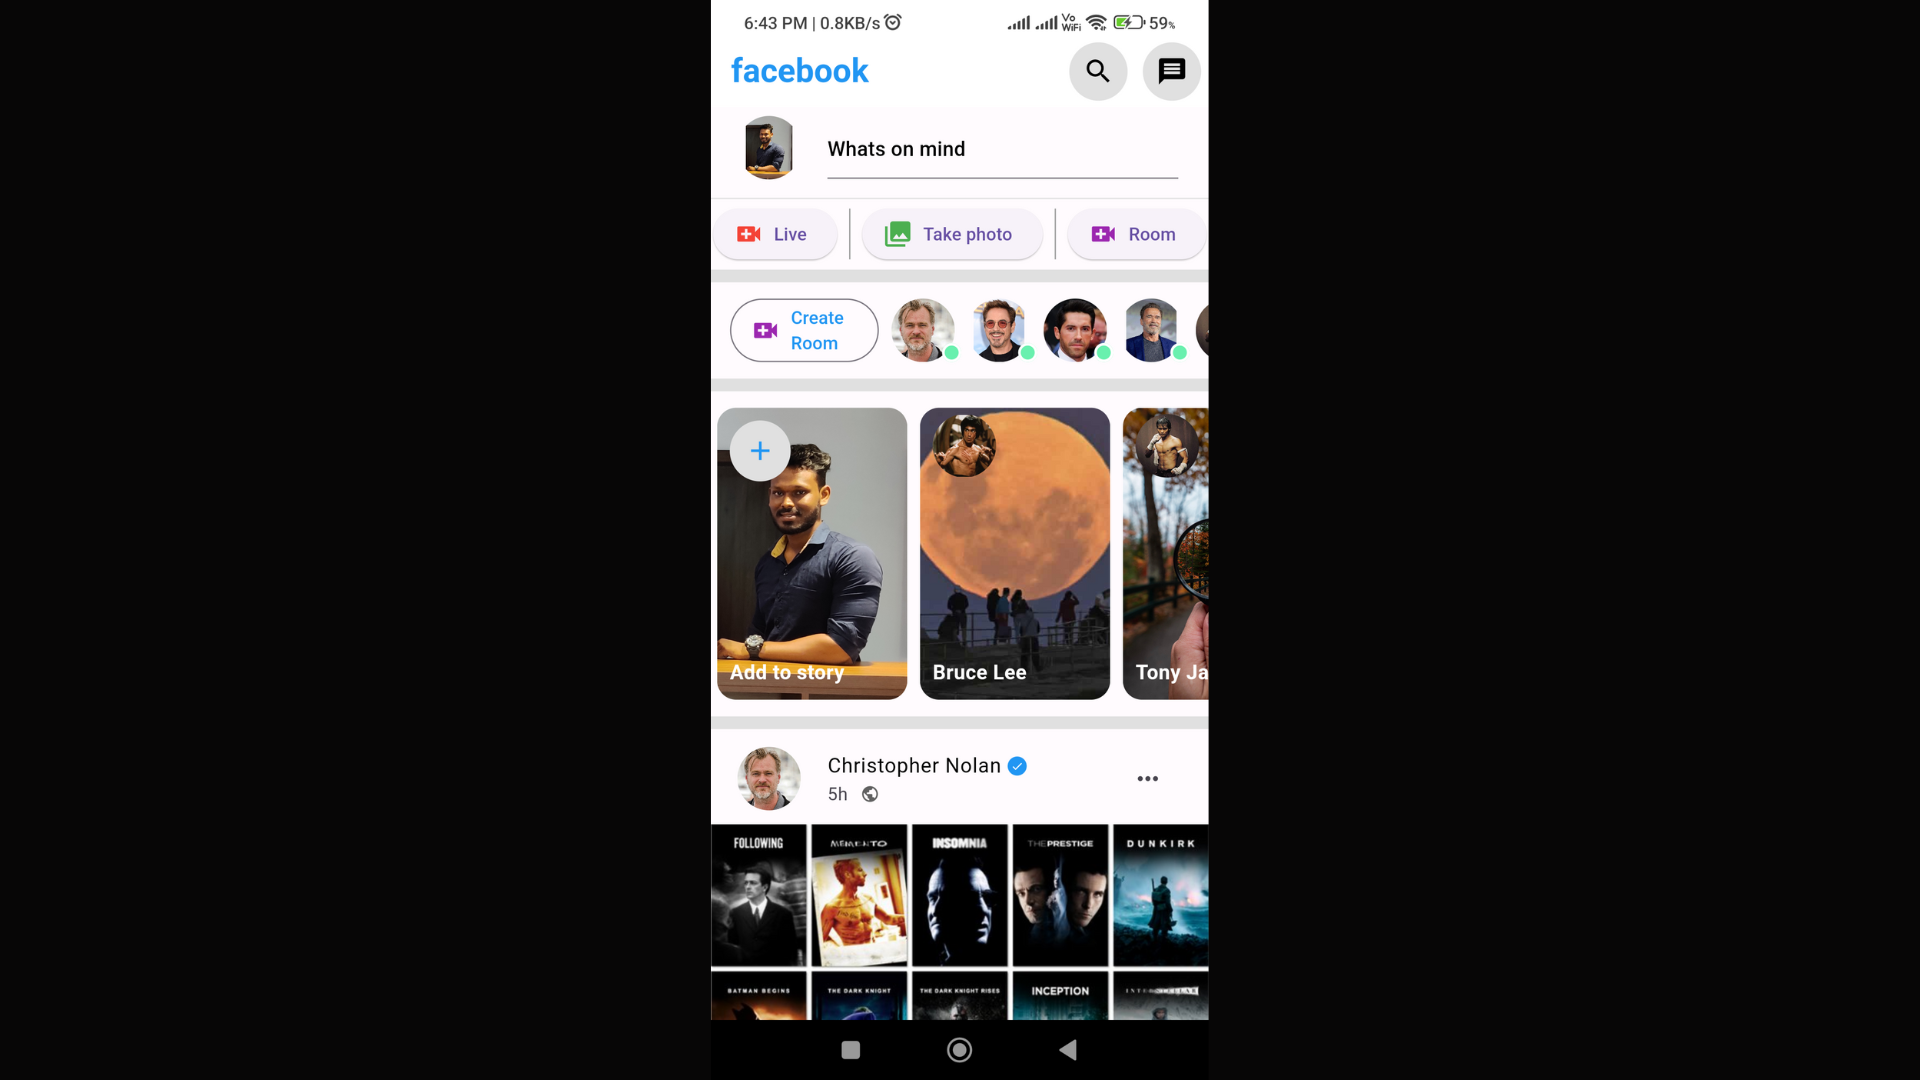 6:43 PM | 0.8KB/s
Vo
WiFi
59%
facebook
Whats on mind
Live
Take photo
Room
Create
Room
Add to story
Bruce Lee
Tony Ja
Christopher Nolan
5h
FOLLOWING
MEMENTO
INSOMNIA
THE PRESTIGE
DUNKIRK
BATMAN BEGINS
THE DARK KNIGHT
THE DARK KNIGHT RISES
INCEPTION
INTERSTELLAR